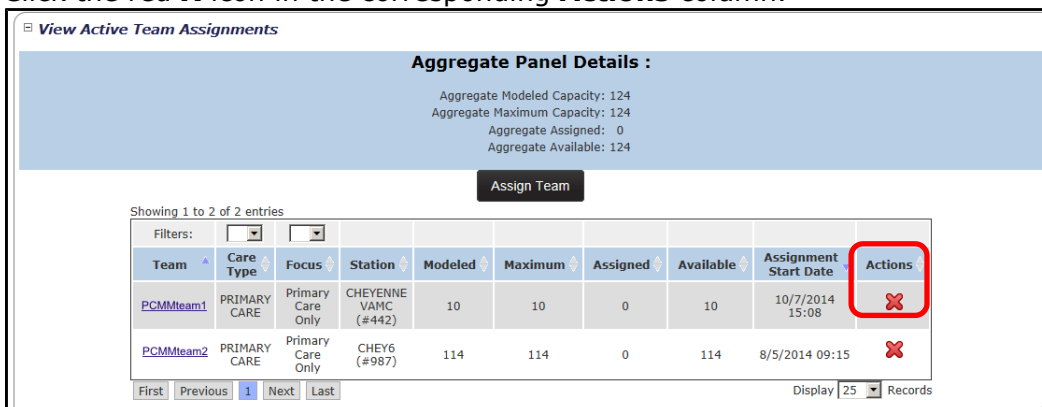 Click the red X icon in the corresponding Actions column.
View Active Team Assignments
Aggregate Panel Details :
Aggregate Modeled Capacity: 124
Aggregate Maximum Capacity: 124
Aggregate Assigned: 0
Aggregate Available: 124
Assign Team
Showing 1 to 2 of 2 entries
Filters:
Team Care Type Focus Station Modeled Maximum Assigned Available Assignment Start Date Actions
PCMMteam1 PRIMARY CARE Primary Care Only CHEYENNE VAMC (#442) 10 10 0 10 10/7/2014 15:08
PCMMteam2 PRIMARY CARE Primary Care Only CHEY6 (#987) 114 114 0 114 8/5/2014 09:15
First Previous 1 Next Last Display 25 Records